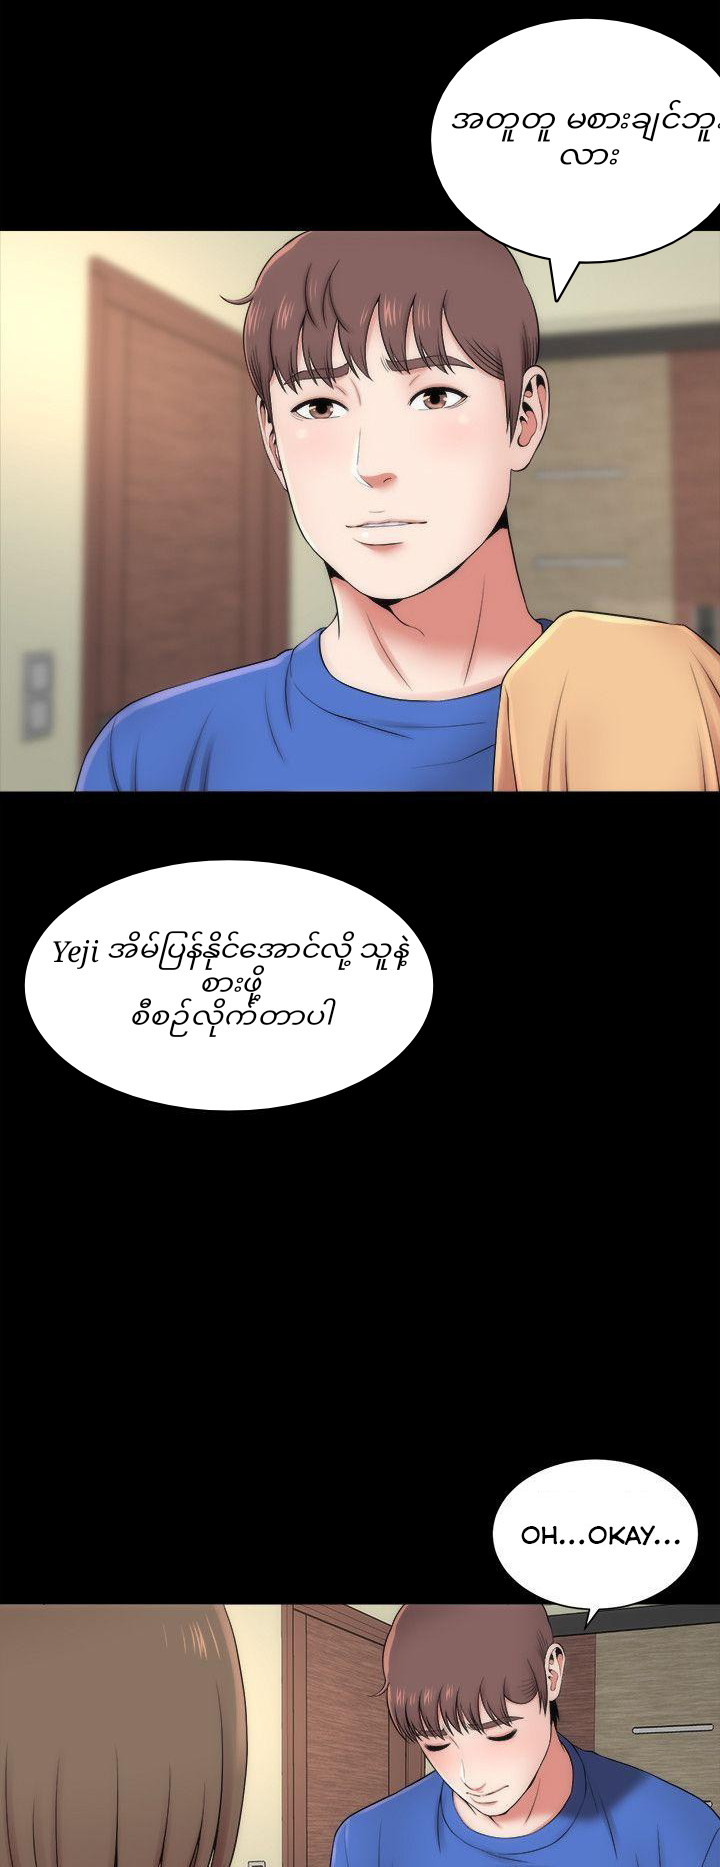 အတူတူ မစားချင်ဘူး
လား
Yeji အိမ်ပြန်နိုင်အောင်လို့ သူနဲ့
စားဖို့
စီစဉ်လိုက်တာပါ
OH...OKAY...